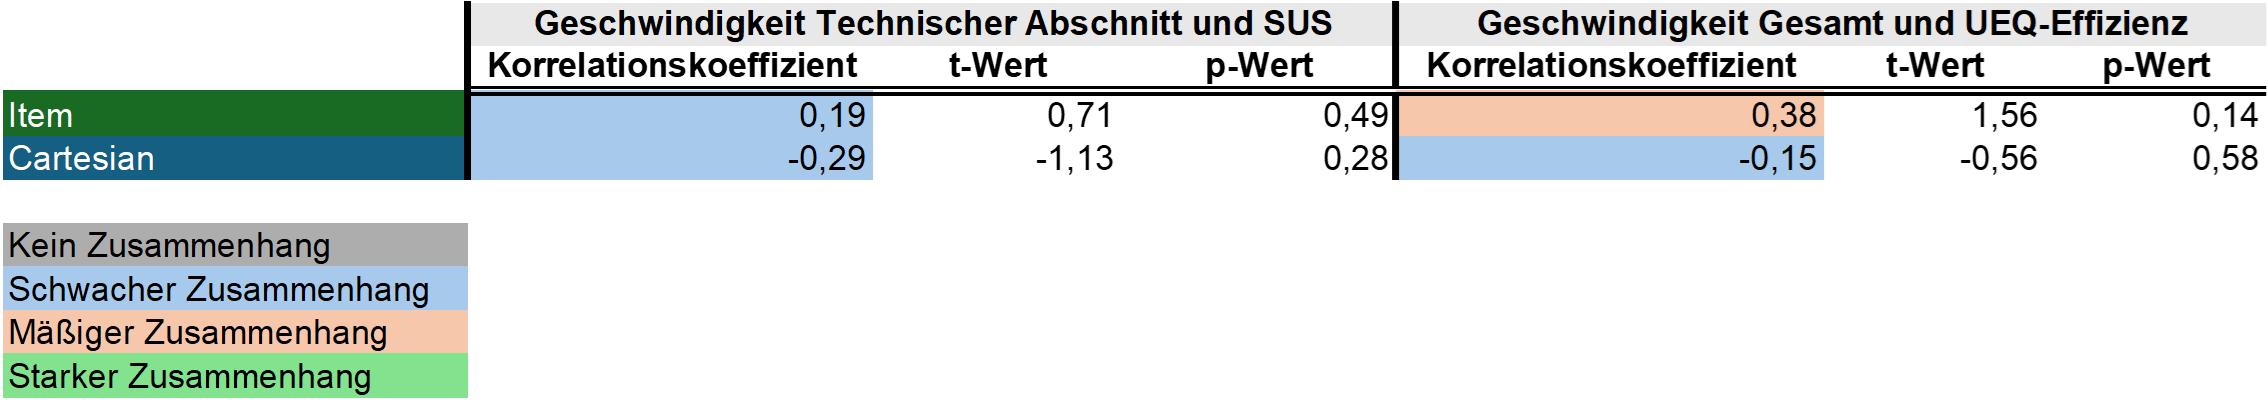 Geschwindigkeit Technischer Abschnitt und SUS Geschwindigkeit Gesamt und UEQ-Effizienz
Korrelationskoeffizient t-Wert p-Wert Korrelationskoeffizient t-Wert p-Wert
Item 0,19 0,71 0,49 0,38 1,56 0,14
Cartesian -0,29 -1,13 0,28 -0,15 -0,56 0,58
Kein Zusammenhang
Schwacher Zusammenhang
Mäßiger Zusammenhang
Starker Zusammenhang